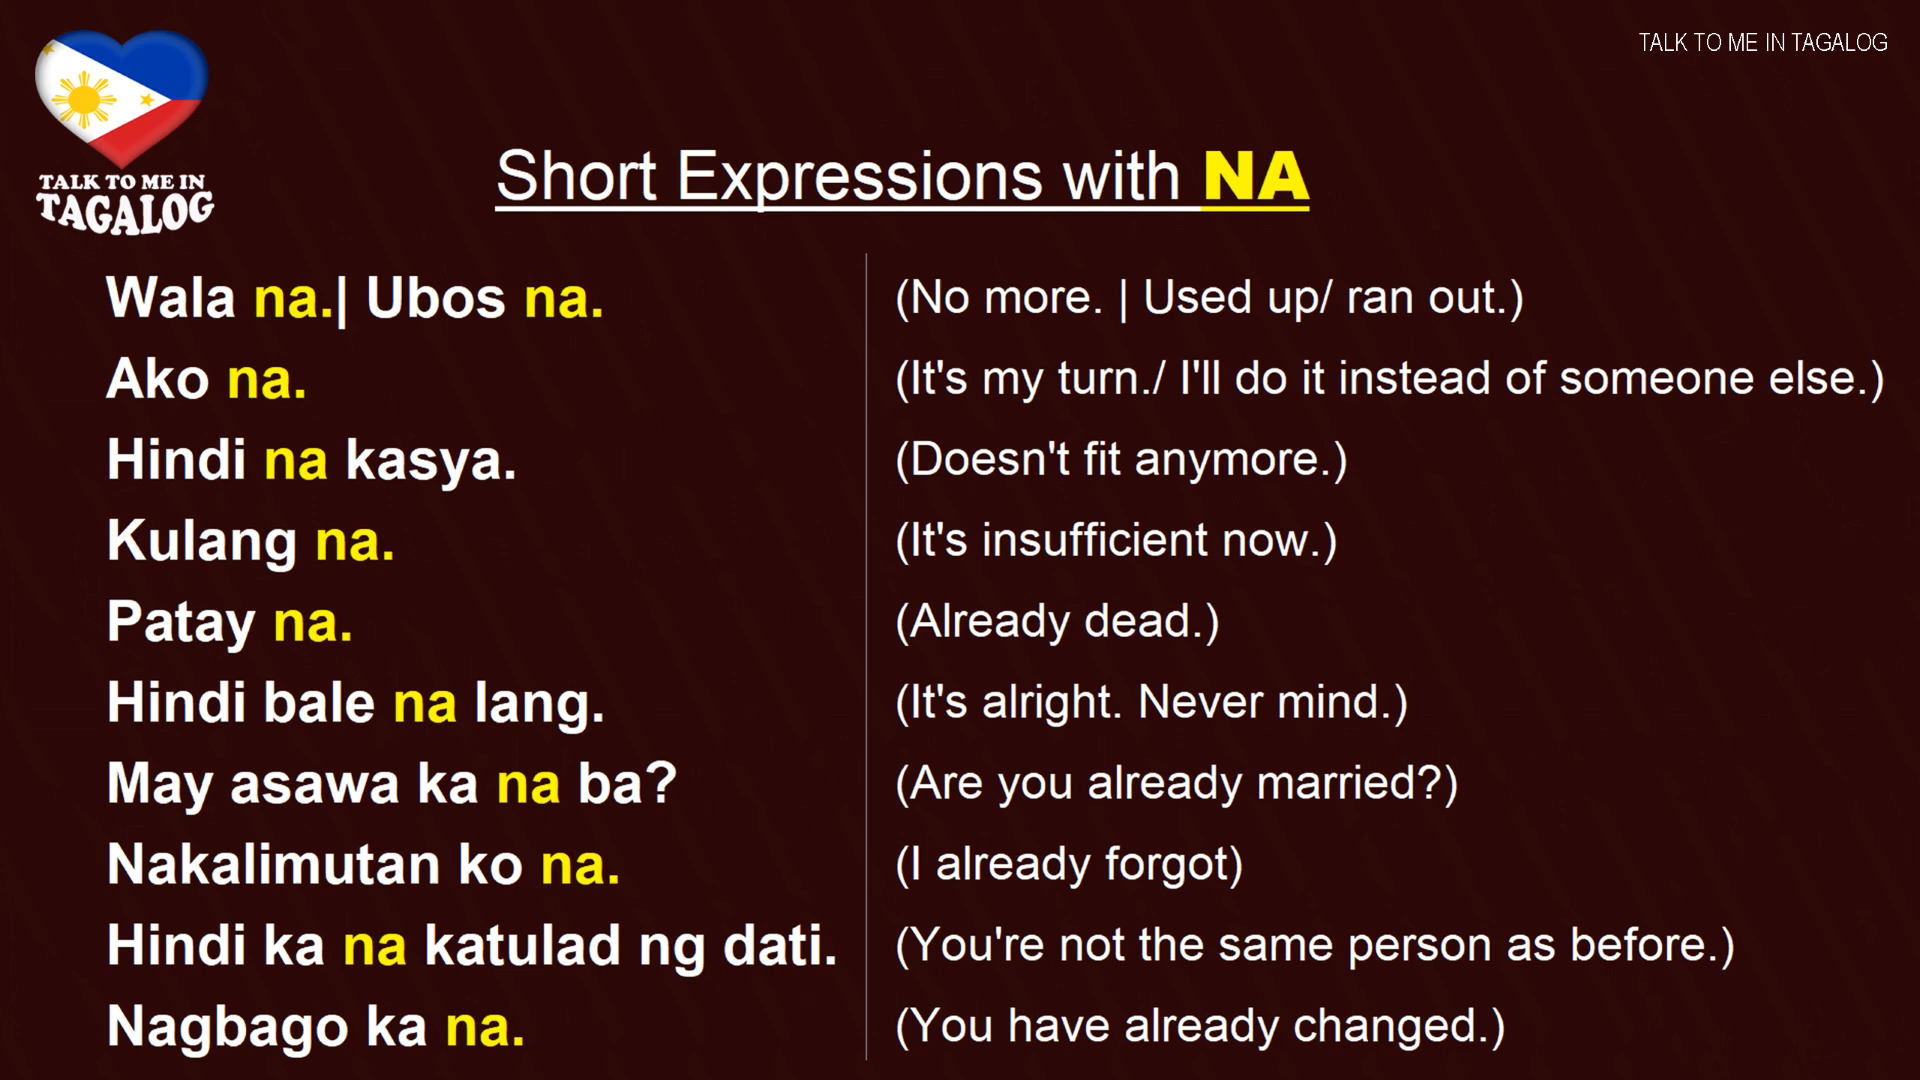 TALK TO ME IN TAGALOG
TALK TO ME IN
TAGALOG
Short Expressions with NA
Wala na.| Ubos na. (No more. | Used up/ ran out.)
Ako na. (It's my turn./ I'll do it instead of someone else.)
Hindi na kasya. (Doesn't fit anymore.)
Kulang na. (It's insufficient now.)
Patay na. (Already dead.)
Hindi bale na lang. (It's alright. Never mind.)
May asawa ka na ba? (Are you already married?)
Nakalimutan ko na. (I already forgot)
Hindi ka na katulad ng dati. (You're not the same person as before.)
Nagbago ka na. (You have already changed.)